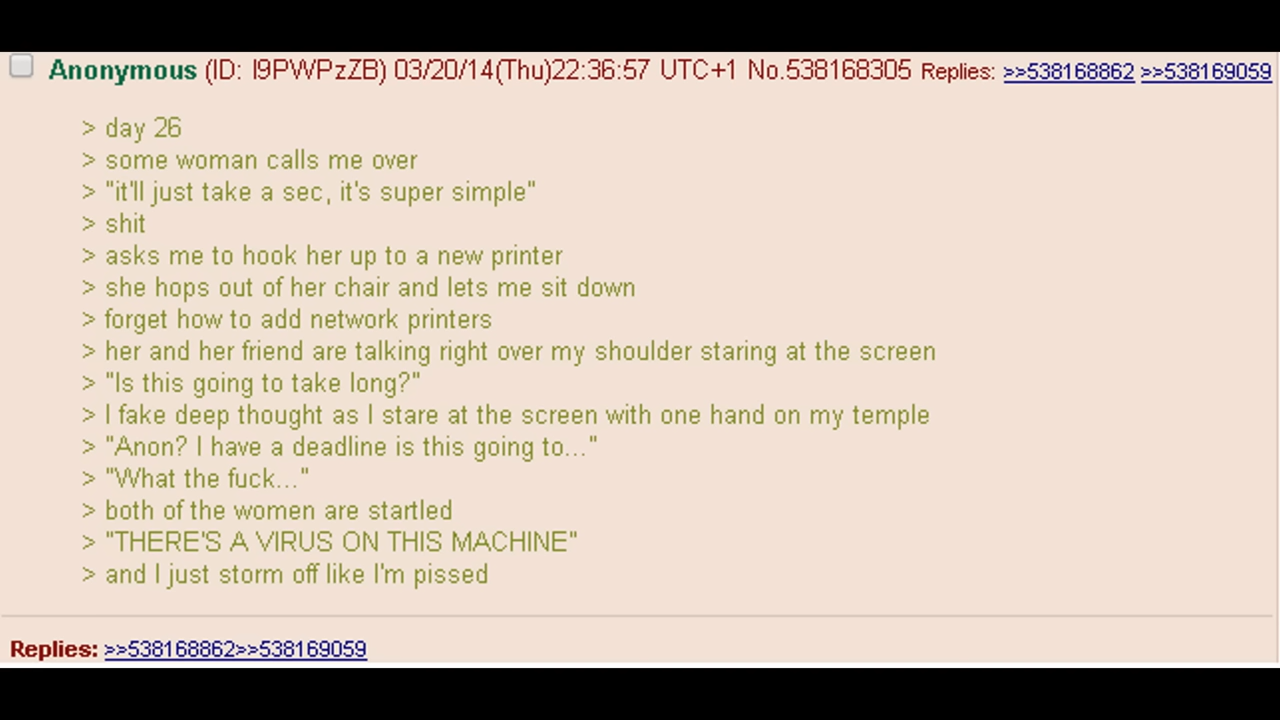 Anonymous (ID: I9PWPzZB) 03/20/14(Thu)22:36:57 UTC+1 No.538168305 Replies: >>538168862 >>538169059
> day 26
> some woman calls me over
> "it'll just take a sec, it's super simple"
> shit
> asks me to hook her up to a new printer
> she hops out of her chair and lets me sit down
> forget how to add network printers
> her and her friend are talking right over my shoulder staring at the screen
> "Is this going to take long?"
> I fake deep thought as I stare at the screen with one hand on my temple
> "Anon? I have a deadline is this going to..."
> "What the fuck..."
> both of the women are startled
> "THERE'S A VIRUS ON THIS MACHINE"
> and I just storm off like I'm pissed
Replies: >>538168862>>538169059